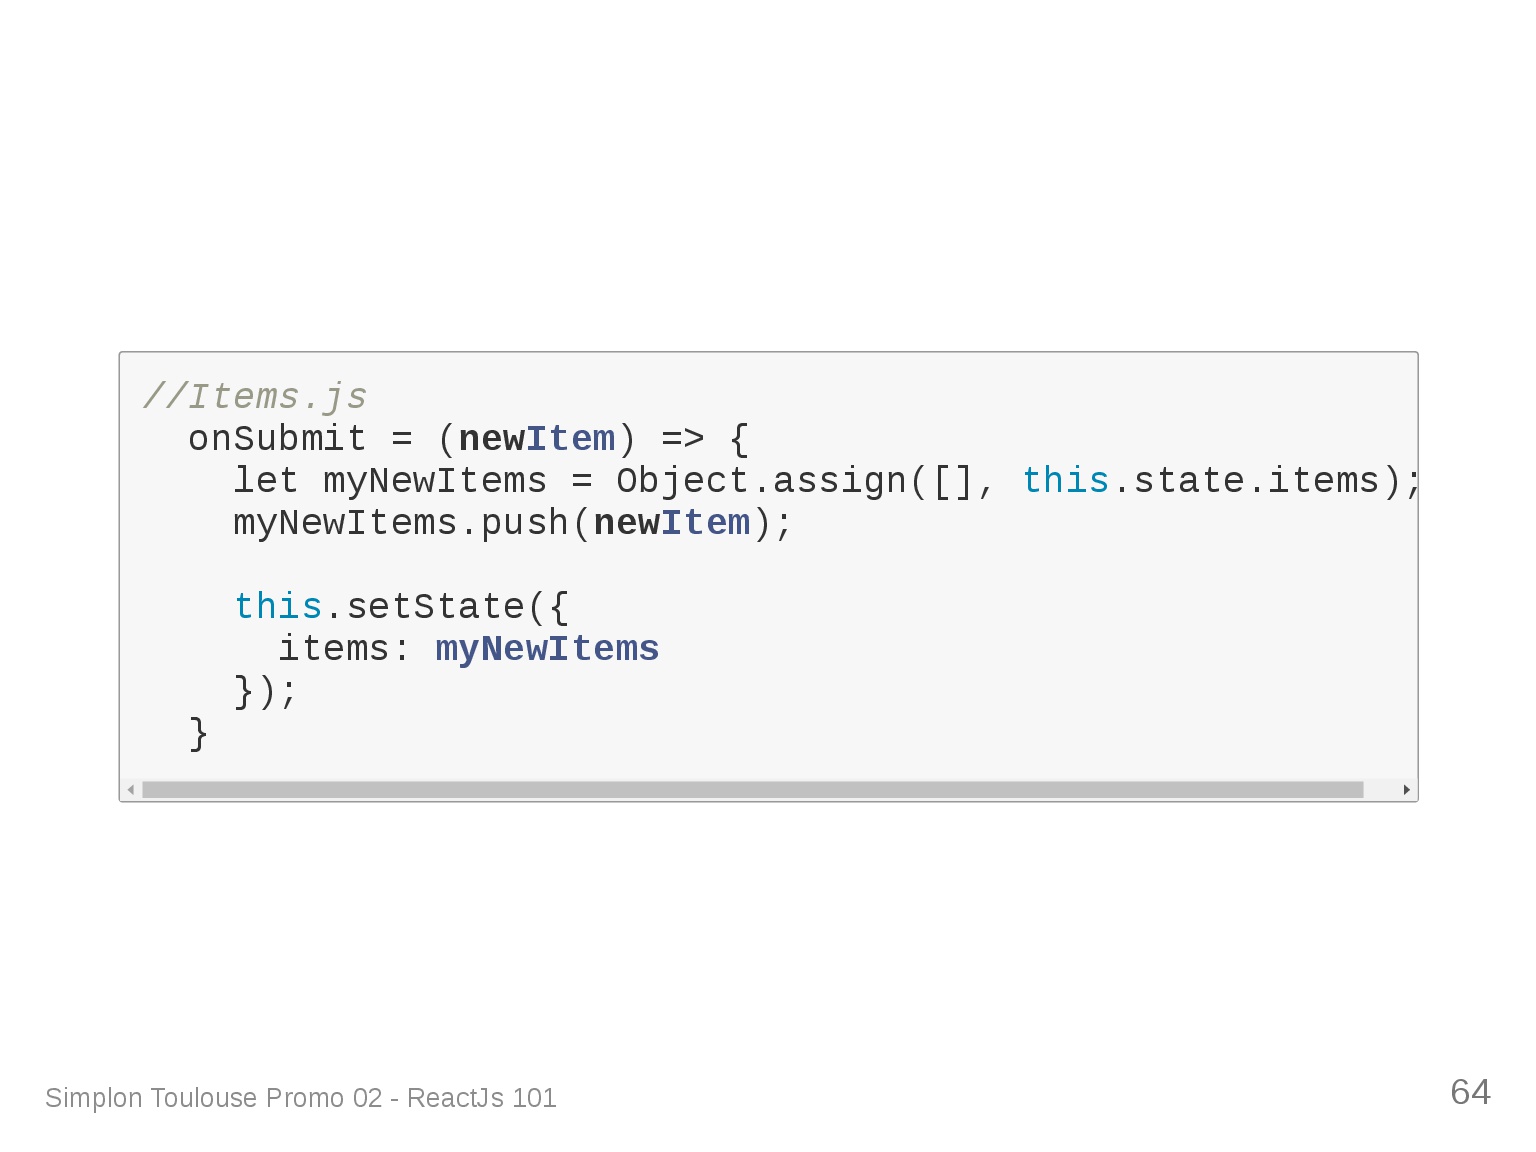 //Items.js
  onSubmit = (newItem) => {
    let myNewItems = Object.assign([], this.state.items);
    myNewItems.push(newItem);

    this.setState({
      items: myNewItems
    });
  }
Simplon Toulouse Promo 02 - ReactJs 101
64